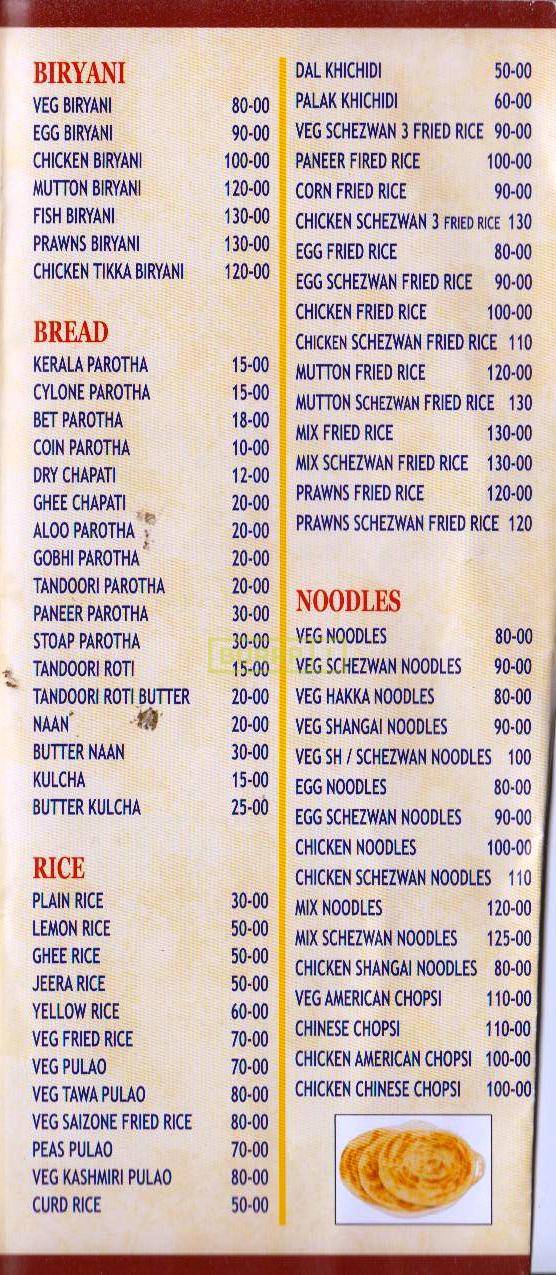 BIRYANI
VEG BIRYANI 80-00
EGG BIRYANI 90-00
CHICKEN BIRYANI 100-00
MUTTON BIRYANI 120-00
FISH BIRYANI 130-00
PRAWNS BIRYANI 130-00
CHICKEN TIKKA BIRYANI 120-00
BREAD
KERALA PAROTHA 15-00
CYLONE PAROTHA 15-00
BET PAROTHA 18-00
COIN PAROTHA 10-00
DRY CHAPATI 12-00
GHEE CHAPATI 20-00
ALOO PAROTHA 20-00
GOBHI PAROTHA 20-00
TANDOORI PAROTHA 20-00
PANEER PAROTHA 30-00
STOAP PAROTHA 30-00
TANDOORI ROTI 15-00
TANDOORI ROTI BUTTER 20-00
NAAN 20-00
BUTTER NAAN 30-00
KULCHA 15-00
BUTTER KULCHA 25-00
RICE
PLAIN RICE 30-00
LEMON RICE 50-00
GHEE RICE 50-00
JEERA RICE 50-00
YELLOW RICE 60-00
VEG FRIED RICE 70-00
VEG PULAO 70-00
VEG TAWA PULAO 80-00
VEG SAIZONE FRIED RICE 80-00
PEAS PULAO 70-00
VEG KASHMIRI PULAO 80-00
CURD RICE 50-00
DAL KHICHIDI 50-00
PALAK KHICHIDI 60-00
VEG SCHEZWAN 3 FRIED RICE 90-00
PANEER FIRED RICE 100-00
CORN FRIED RICE 90-00
CHICKEN SCHEZWAN 3 FRIED RICE 130
EGG FRIED RICE 80-00
EGG SCHEZWAN FRIED RICE 90-00
CHICKEN FRIED RICE 100-00
CHICKEN SCHEZWAN FRIED RICE 110
MUTTON FRIED RICE 120-00
MUTTON SCHEZWAN FRIED RICE 130
MIX FRIED RICE 130-00
MIX SCHEZWAN FRIED RICE 130-00
PRAWNS FRIED RICE 120-00
PRAWNS SCHEZWAN FRIED RICE 120
NOODLES
VEG NOODLES 80-00
VEG SCHEZWAN NOODLES 90-00
VEG HAKKA NOODLES 80-00
VEG SHANGAI NOODLES 90-00
VEG SH / SCHEZWAN NOODLES 100
EGG NOODLES 80-00
EGG SCHEZWAN NOODLES 90-00
CHICKEN NOODLES 100-00
CHICKEN SCHEZWAN NOODLES 110
MIX NOODLES 120-00
MIX SCHEZWAN NOODLES 125-00
CHICKEN SHANGAI NOODLES 80-00
VEG AMERICAN CHOPSI 110-00
CHINESE CHOPSI 110-00
CHICKEN AMERICAN CHOPSI 100-00
CHICKEN CHINESE CHOPSI 100-00